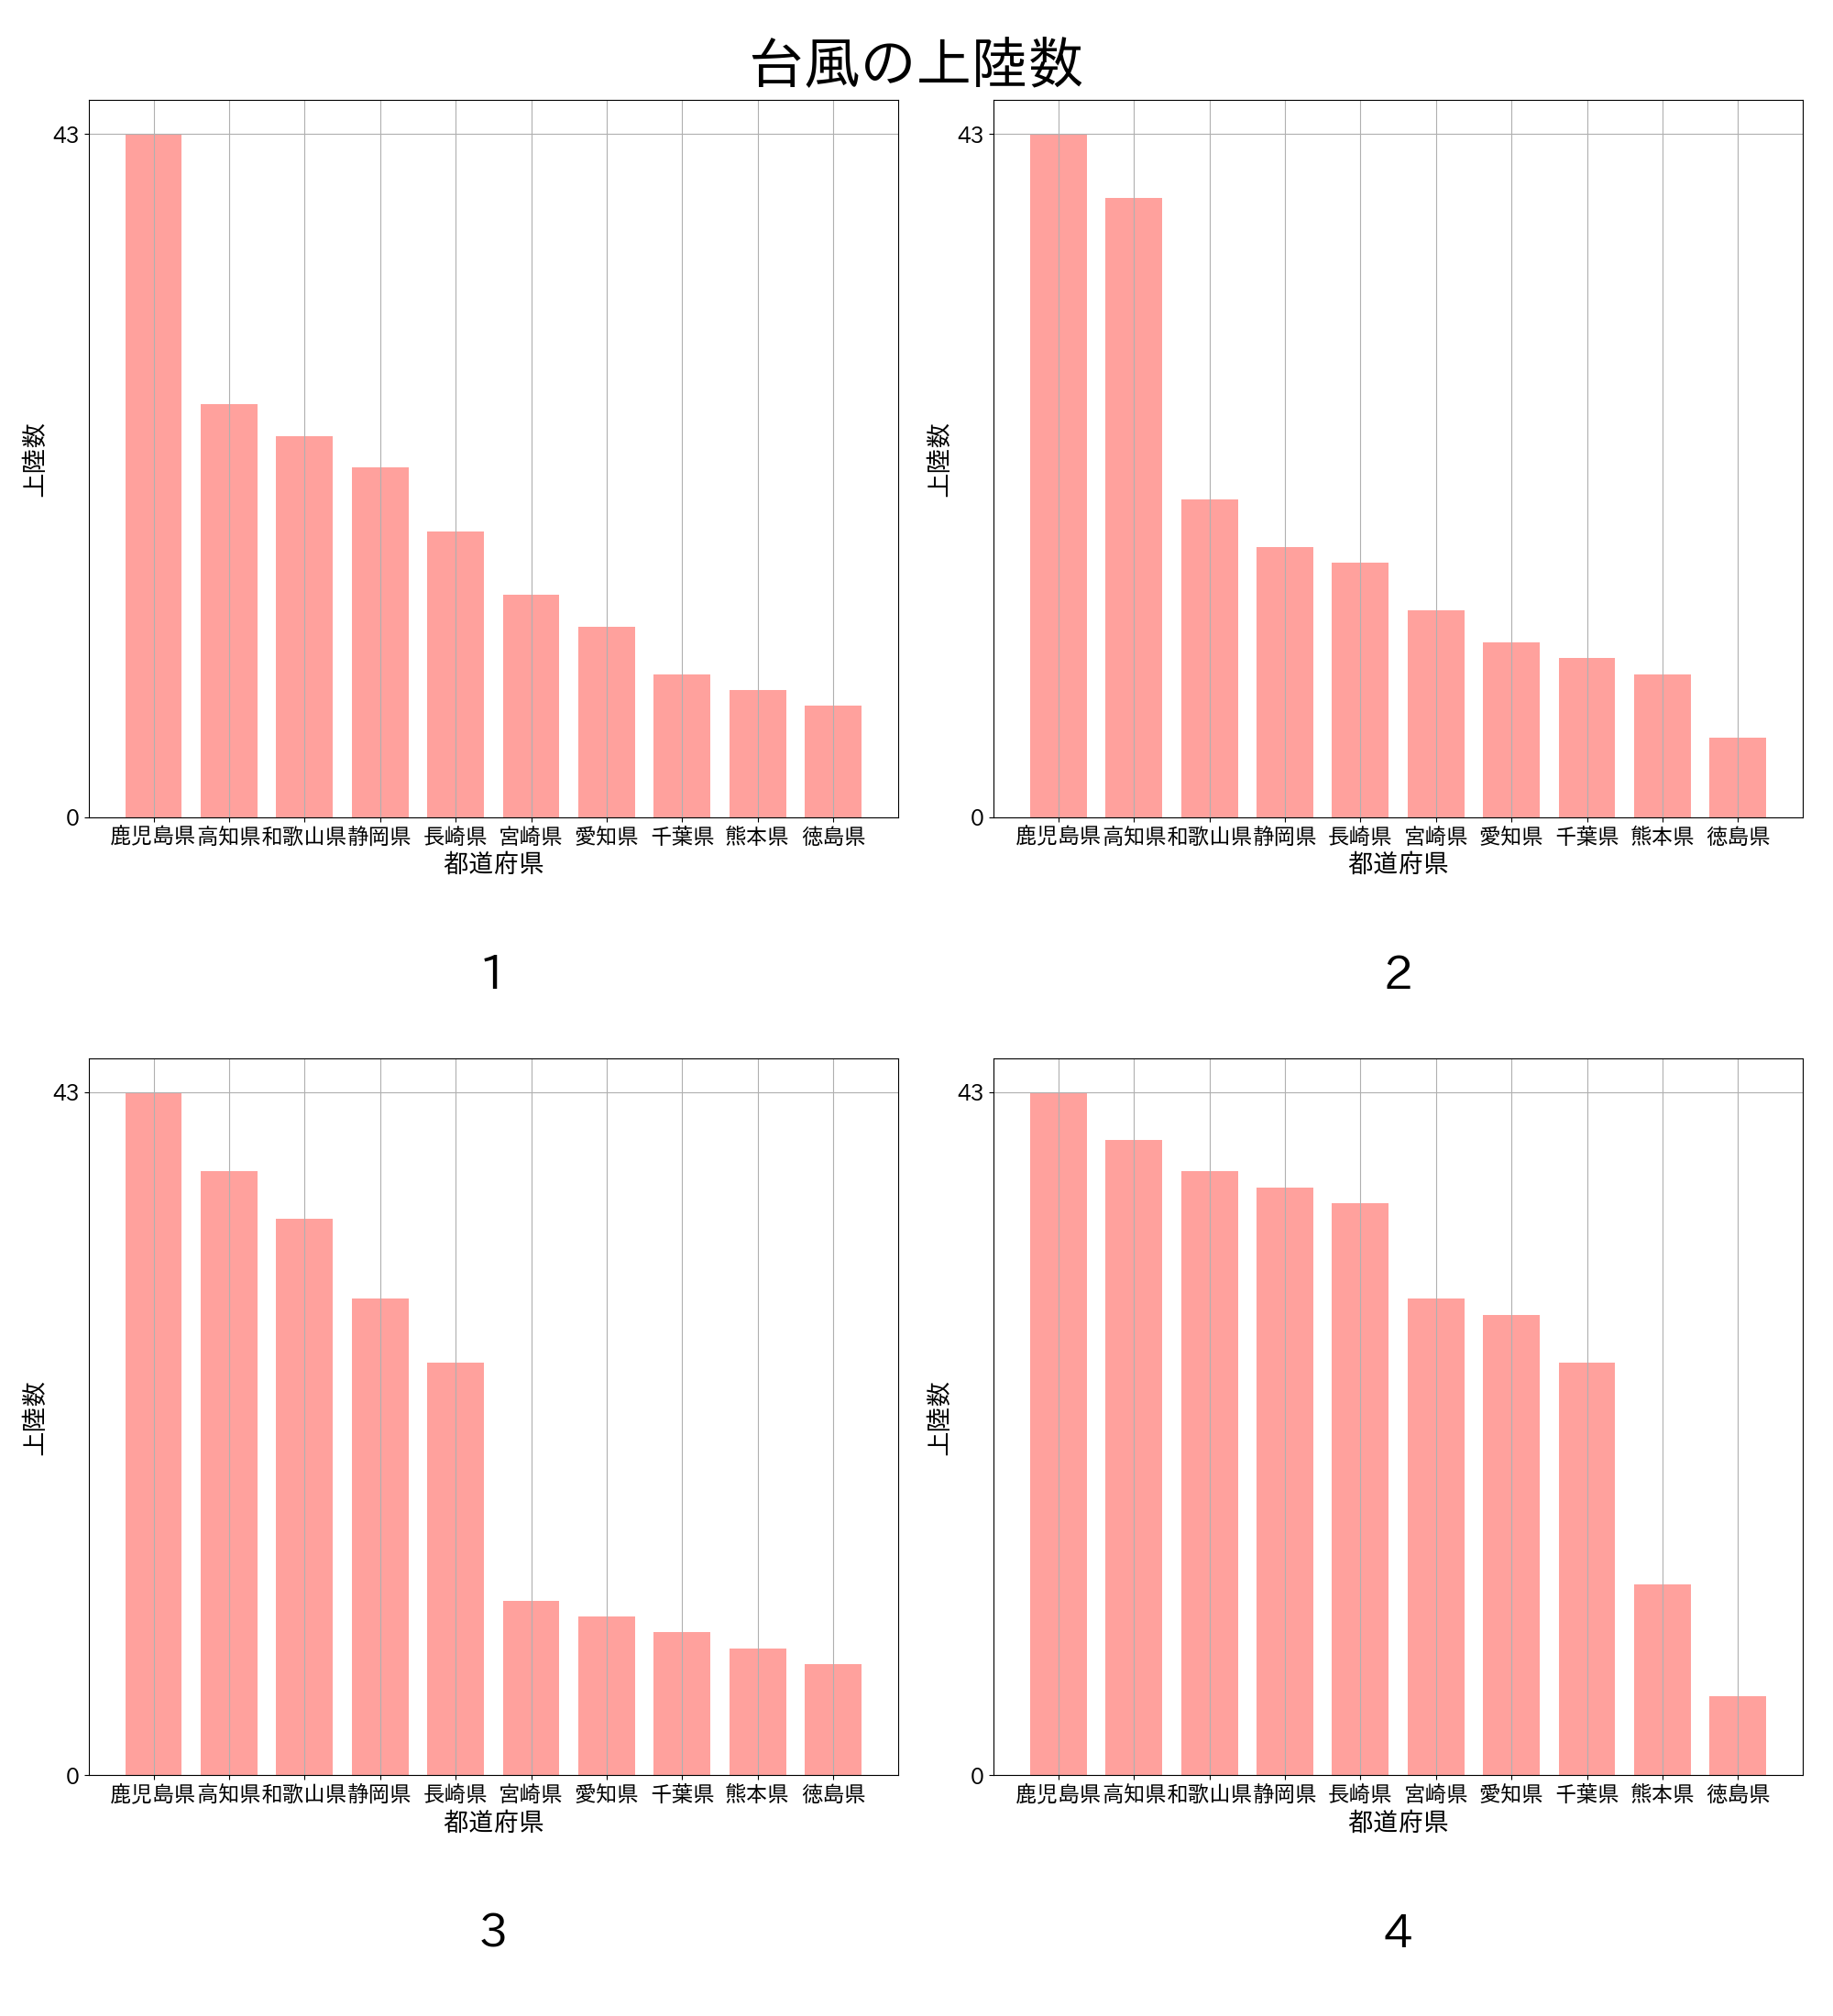 台風の上陸数
43
0
上陸数
鹿児島県 高知県 和歌山県 静岡県 長崎県 宮崎県 愛知県 千葉県 熊本県 徳島県
都道府県
1
43
0
上陸数
鹿児島県 高知県 和歌山県 静岡県 長崎県 宮崎県 愛知県 千葉県 熊本県 徳島県
都道府県
2
43
0
上陸数
鹿児島県 高知県 和歌山県 静岡県 長崎県 宮崎県 愛知県 千葉県 熊本県 徳島県
都道府県
3
43
0
上陸数
鹿児島県 高知県 和歌山県 静岡県 長崎県 宮崎県 愛知県 千葉県 熊本県 徳島県
都道府県
4